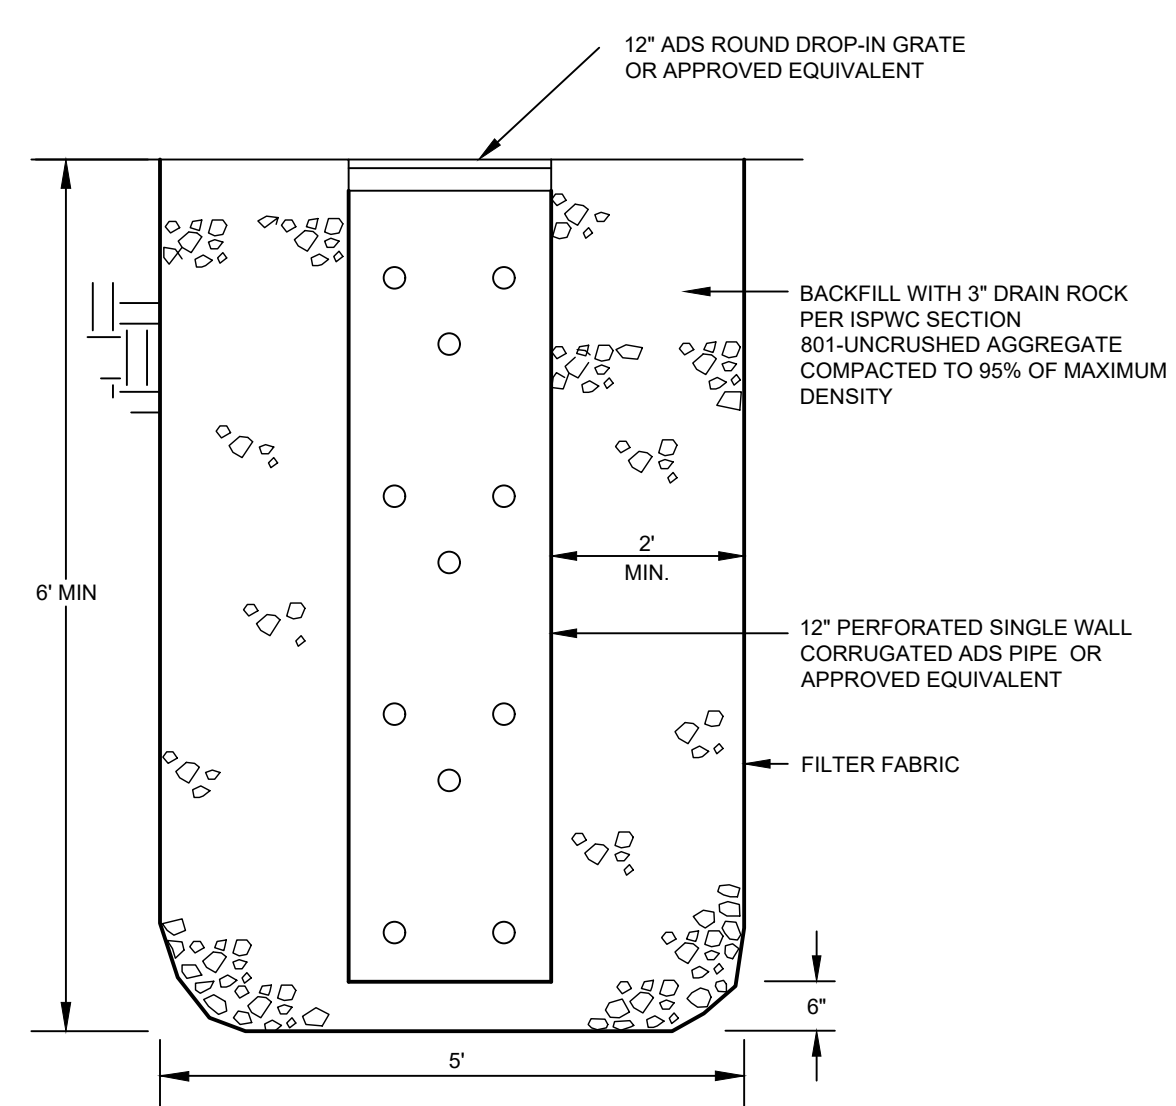 12" ADS ROUND DROP-IN GRATE
OR APPROVED EQUIVALENT
BACKFILL WITH 3" DRAIN ROCK
PER ISPWC SECTION
801-UNCRUSHED AGGREGATE
COMPACTED TO 95% OF MAXIMUM
DENSITY
2'
MIN.
6' MIN
12" PERFORATED SINGLE WALL
CORRUGATED ADS PIPE OR
APPROVED EQUIVALENT
FILTER FABRIC
6"
5'